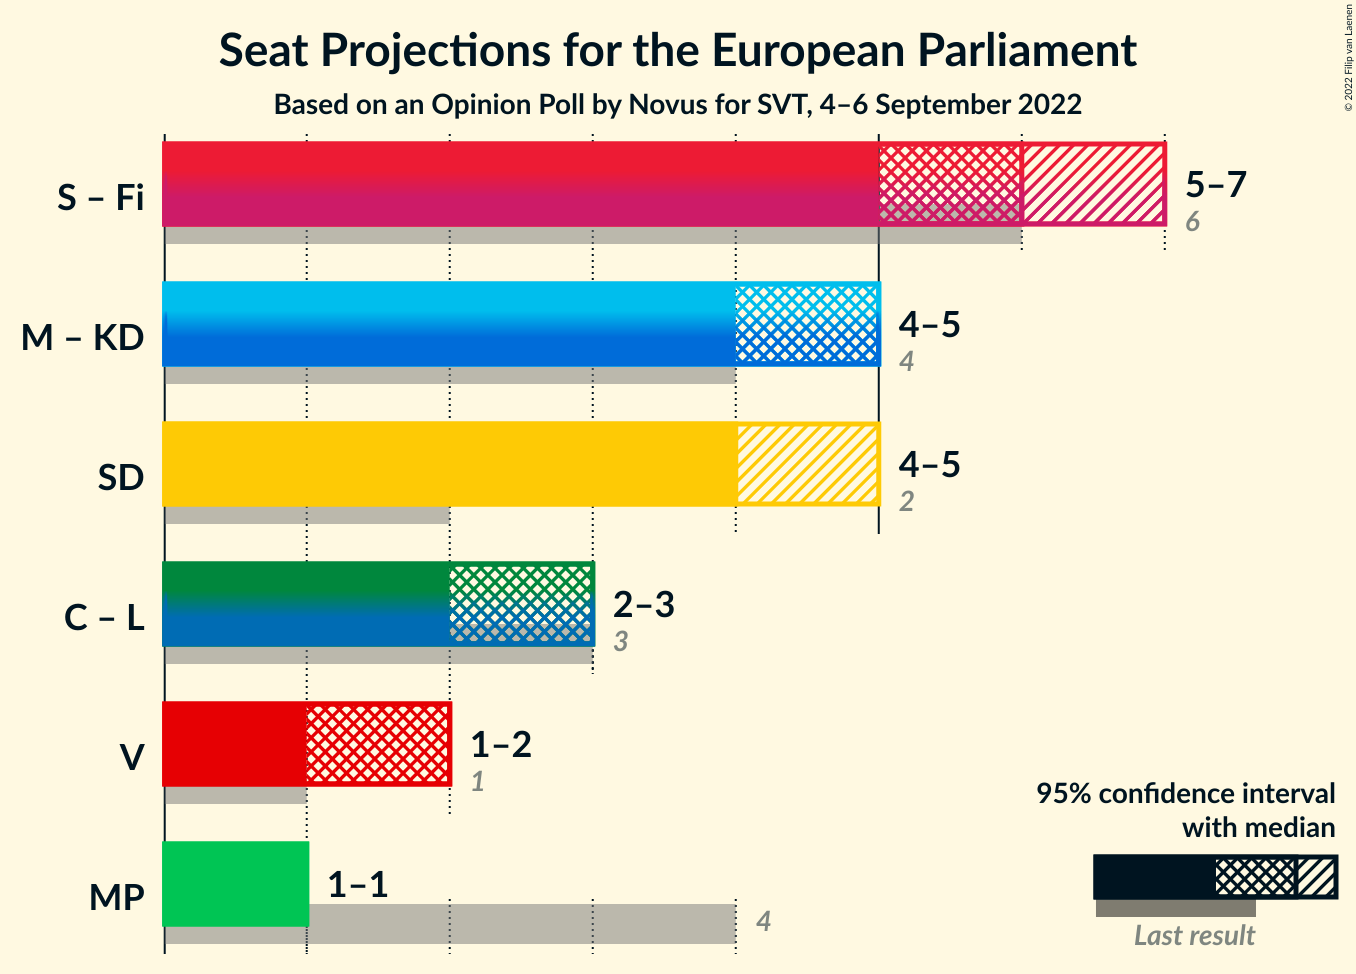 Seat Projections for the European Parliament
Based on an Opinion Poll by Novus for SVT, 4–6 September 2022
© 2022 Filip van Laenen
S – Fi
5–7
6
M – KD
4–5
4
SD
4–5
2
C – L
2–3
3
V
1–2
1
MP
1–1
4
95% confidence interval
with median
Last result